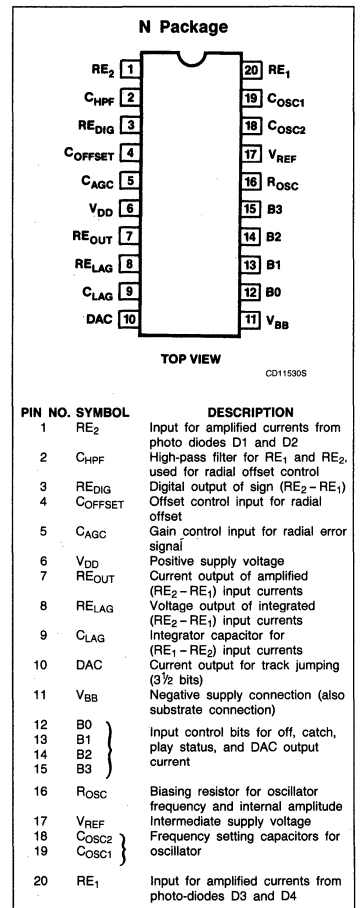 N Package
RE2 1
20 RE1
CHPF 2
19 COSC1
REDIG 3
18 COSC2
COFFSET 4
17 VREF
CAGC 5
16 ROSC
VDD 6
15 B3
REOUT 7
14 B2
RELAG 8
13 B1
CLAG 9
12 B0
DAC 10
11 VBB
TOP VIEW
CD11530S
PIN NO. SYMBOL DESCRIPTION
1 RE2 Input for amplified currents from
photo diodes D1 and D2
2 CHPF High-pass filter for RE1 and RE2,
used for radial offset control
3 REDIG Digital output of sign (RE2 – RE1)
4 COFFSET Offset control input for radial
offset
5 CAGC Gain control input for radial error
signal
6 VDD Positive supply voltage
7 REOUT Current output of amplified
(RE2 – RE1) input currents
8 RELAG Voltage output of integrated
(RE2 – RE1) input currents
9 CLAG Integrator capacitor for
(RE1 – RE2) input currents
10 DAC Current output for track jumping
(3½ bits)
11 VBB Negative supply connection (also
substrate connection)
12 B0
13 B1 Input control bits for off, catch,
14 B2 play status, and DAC output
15 B3 current
16 ROSC Biasing resistor for oscillator
frequency and internal amplitude
17 VREF Intermediate supply voltage
18 COSC2 Frequency setting capacitors for
19 COSC1 oscillator
20 RE1 Input for amplified currents from
photo-diodes D3 and D4